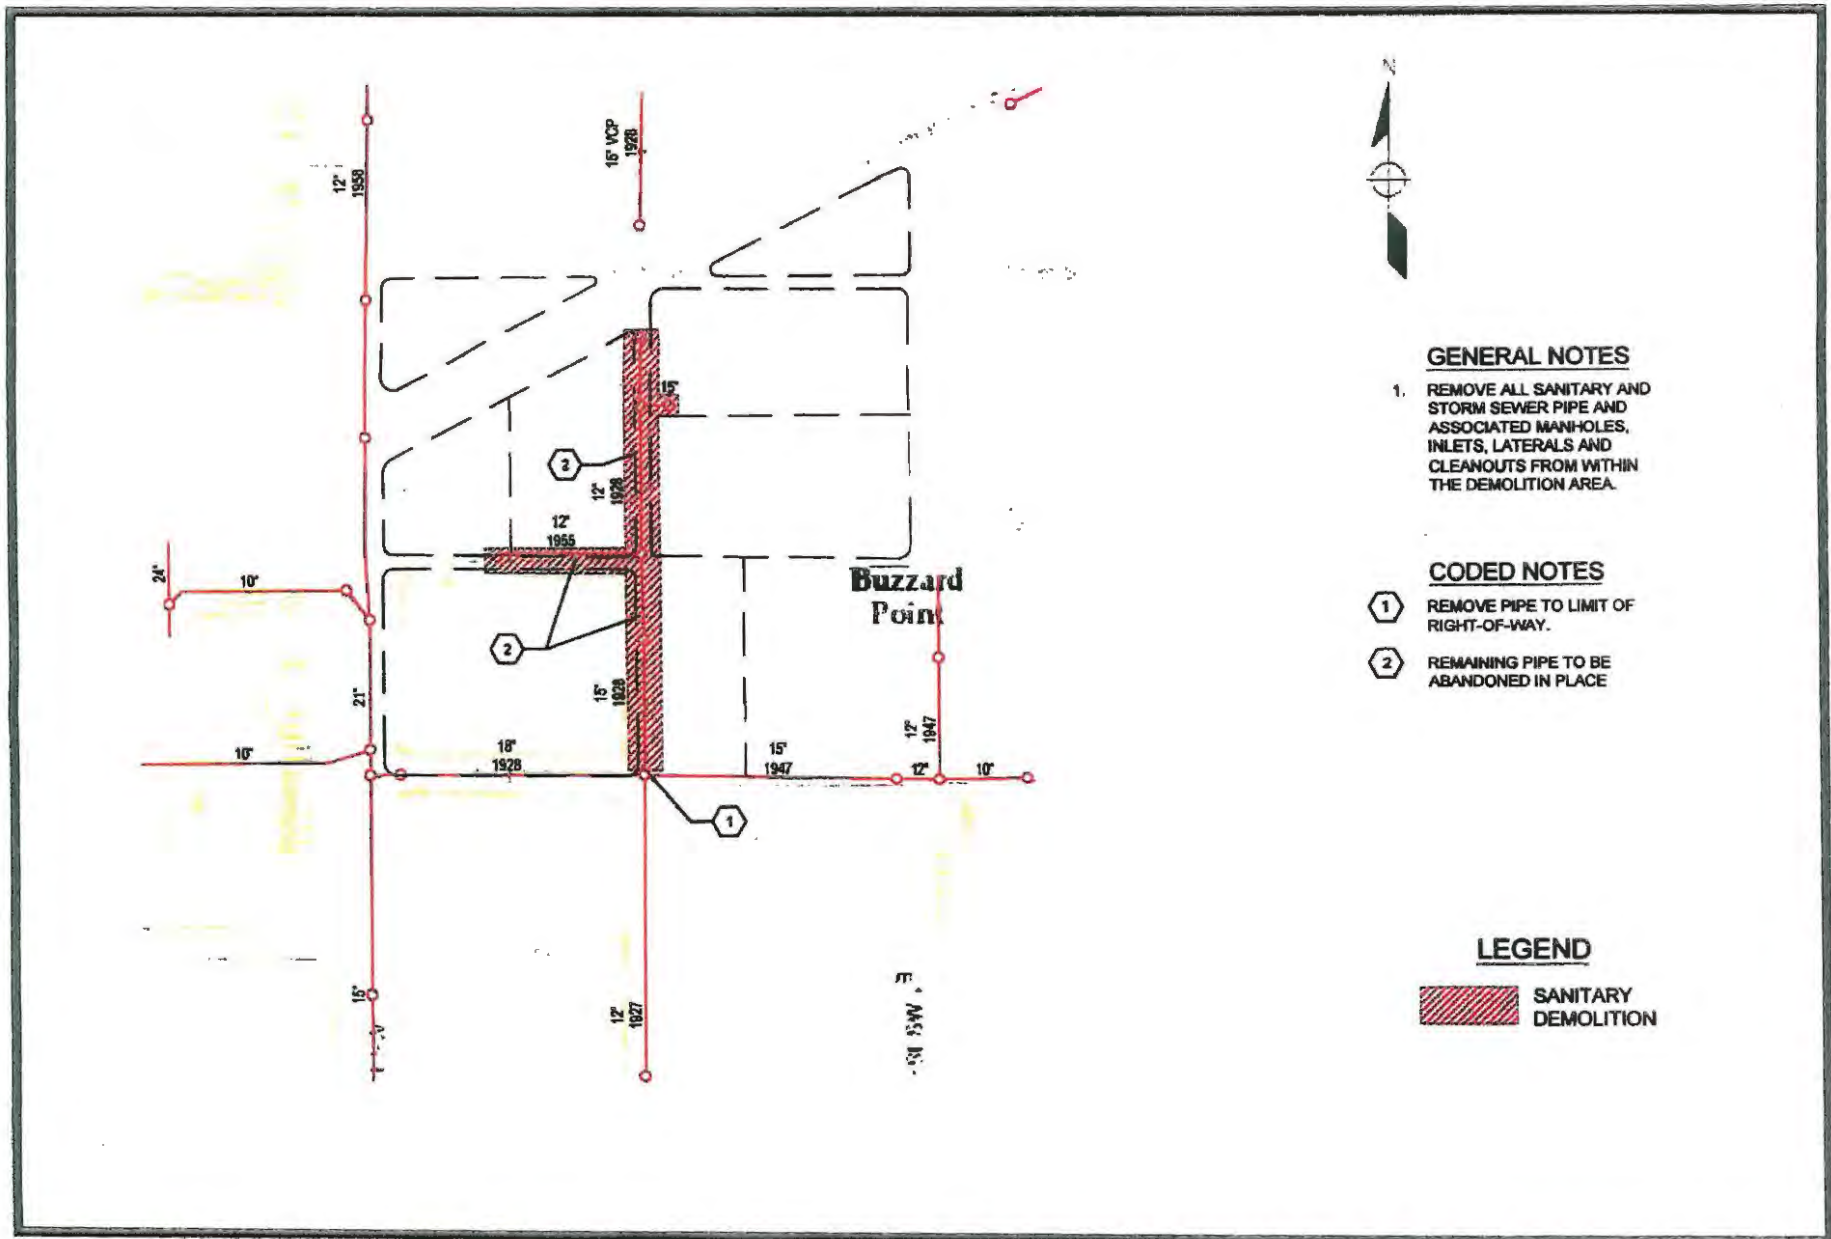 N
15" VCP
1928
12"
1958
15"
2
12"
1928
12"
1955
24"
10"
Buzzard
Point
2
15"
1928
21"
12"
1947
10"
18"
1928
15"
1947
12"
10"
1
15"
12"
1927
GENERAL NOTES
1. REMOVE ALL SANITARY AND
STORM SEWER PIPE AND
ASSOCIATED MANHOLES,
INLETS, LATERALS AND
CLEANOUTS FROM WITHIN
THE DEMOLITION AREA.
CODED NOTES
1 REMOVE PIPE TO LIMIT OF
RIGHT-OF-WAY.
2 REMAINING PIPE TO BE
ABANDONED IN PLACE
LEGEND
SANITARY
DEMOLITION